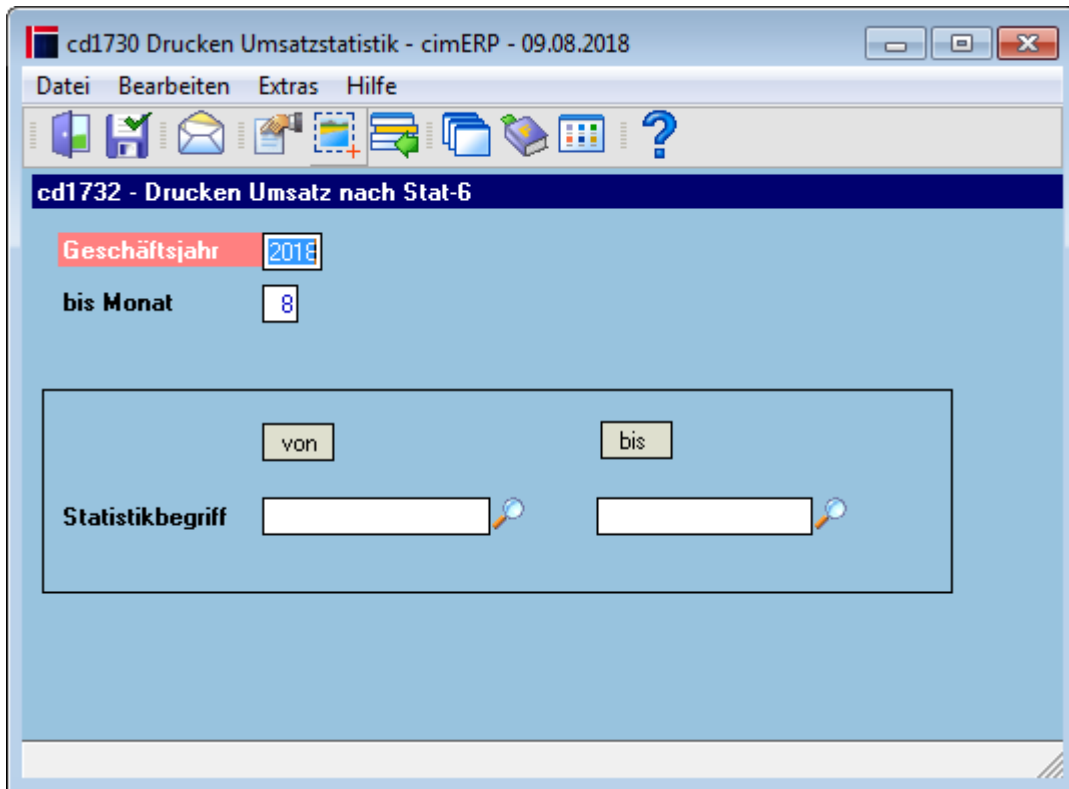 cd1730 Drucken Umsatzstatistik - cimERP - 09.08.2018
Datei Bearbeiten Extras Hilfe
cd1732 - Drucken Umsatz nach Stat-6
Geschäftsjahr 2018
bis Monat 8
von bis
Statistikbegriff